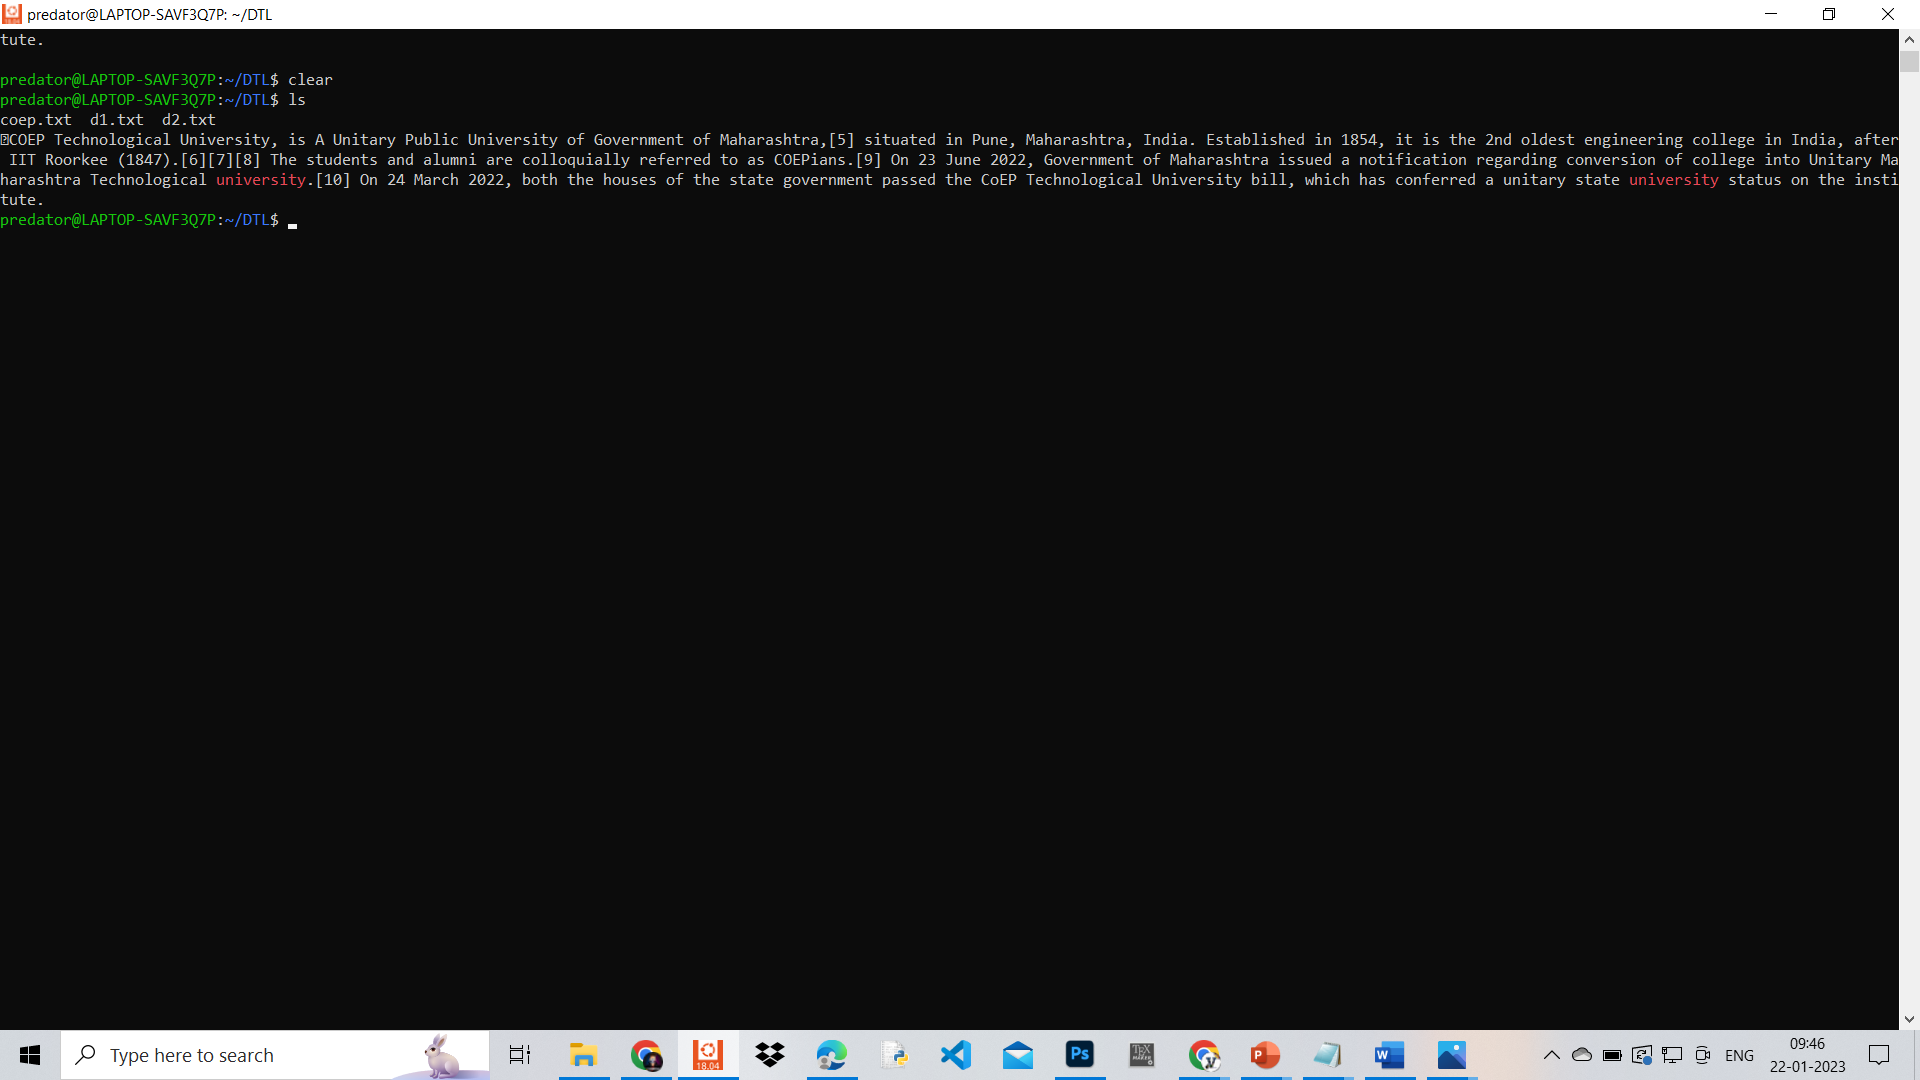 predator@LAPTOP-SAVF3Q7P: ~/DTL
tute.
predator@LAPTOP-SAVF3Q7P:~/DTL$ clear
predator@LAPTOP-SAVF3Q7P:~/DTL$ ls
coep.txt  d1.txt  d2.txt
COEP Technological University, is A Unitary Public University of Government of Maharashtra,[5] situated in Pune, Maharashtra, India. Established in 1854, it is the 2nd oldest engineering college in India, after
IIT Roorkee (1847).[6][7][8] The students and alumni are colloquially referred to as COEPians.[9] On 23 June 2022, Government of Maharashtra issued a notification regarding conversion of college into Unitary Ma
harashtra Technological university.[10] On 24 March 2022, both the houses of the state government passed the CoEP Technological University bill, which has conferred a unitary state university status on the insti
tute.
predator@LAPTOP-SAVF3Q7P:~/DTL$
Type here to search
18.04
Ps
TEX
MAKER
P
W
ENG
09:46
22-01-2023